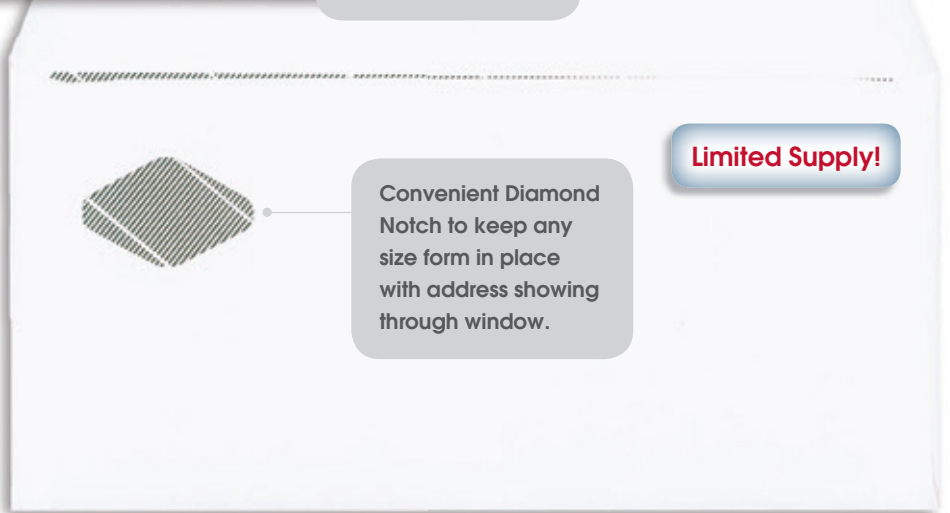 Limited Supply!
Convenient Diamond
Notch to keep any
size form in place
with address showing
through window.